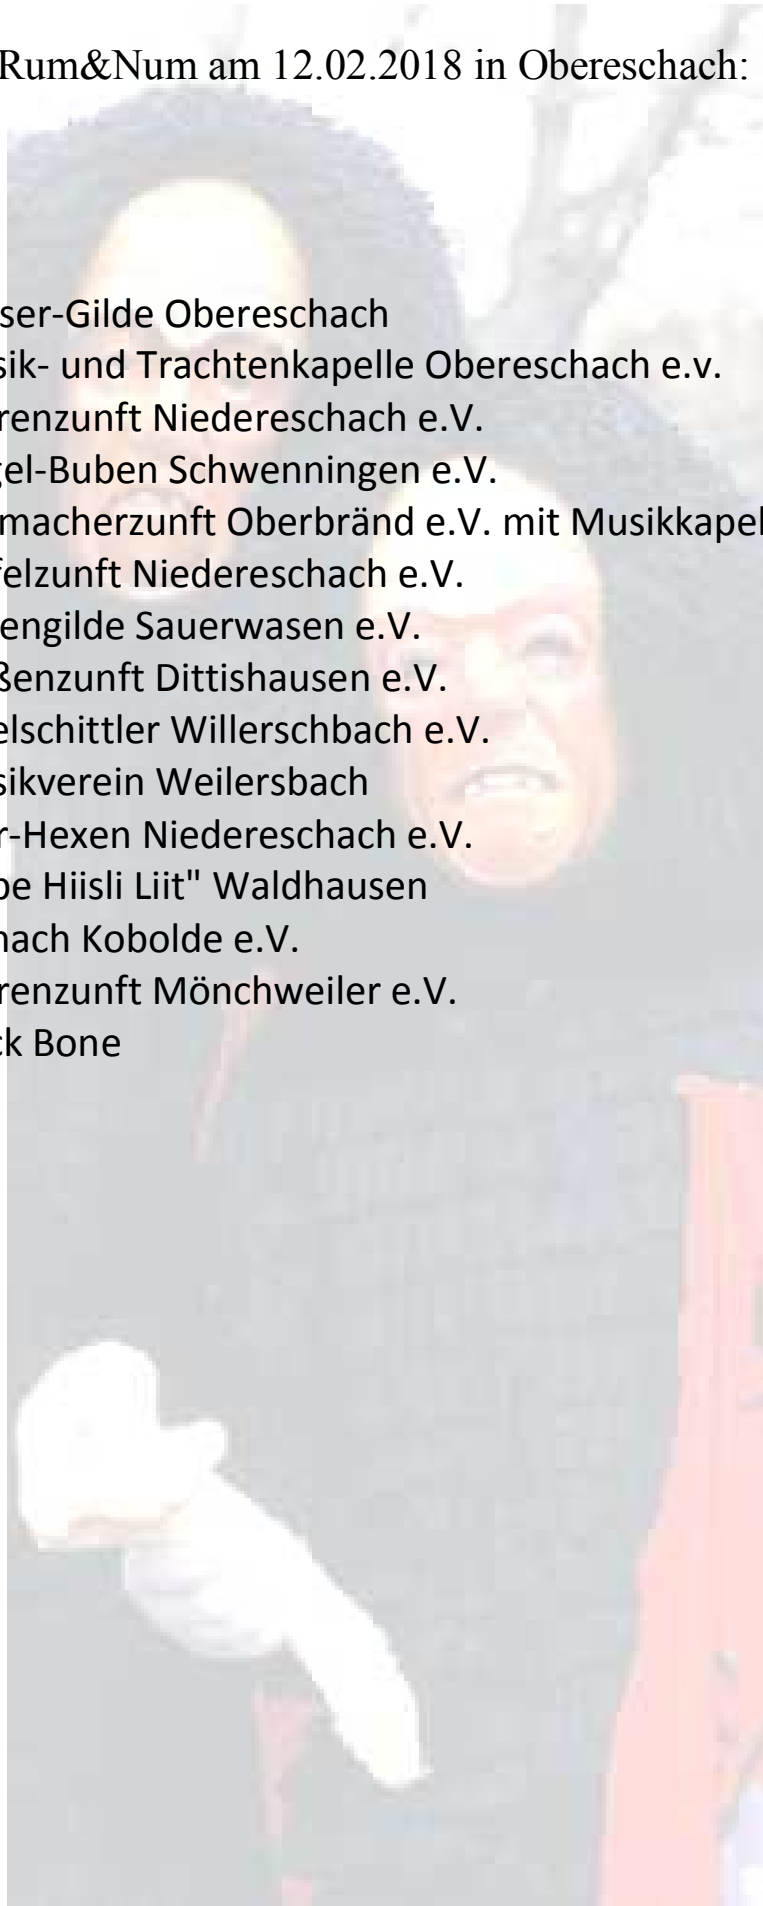 Rum&Num am 12.02.2018 in Obereschach:
ser-Gilde Obereschach
sik- und Trachtenkapelle Obereschach e.v.
renzunft Niedereschach e.V.
gel-Buben Schwenningen e.V.
macherzunft Oberbränd e.V. mit Musikkapel
felzunft Niedereschach e.V.
engilde Sauerwasen e.V.
ßenzunft Dittishausen e.V.
elschittler Willerschbach e.V.
sikverein Weilersbach
r-Hexen Niedereschach e.V.
be Hiisli Liit" Waldhausen
nach Kobolde e.V.
renzunft Mönchweiler e.V.
ck Bone